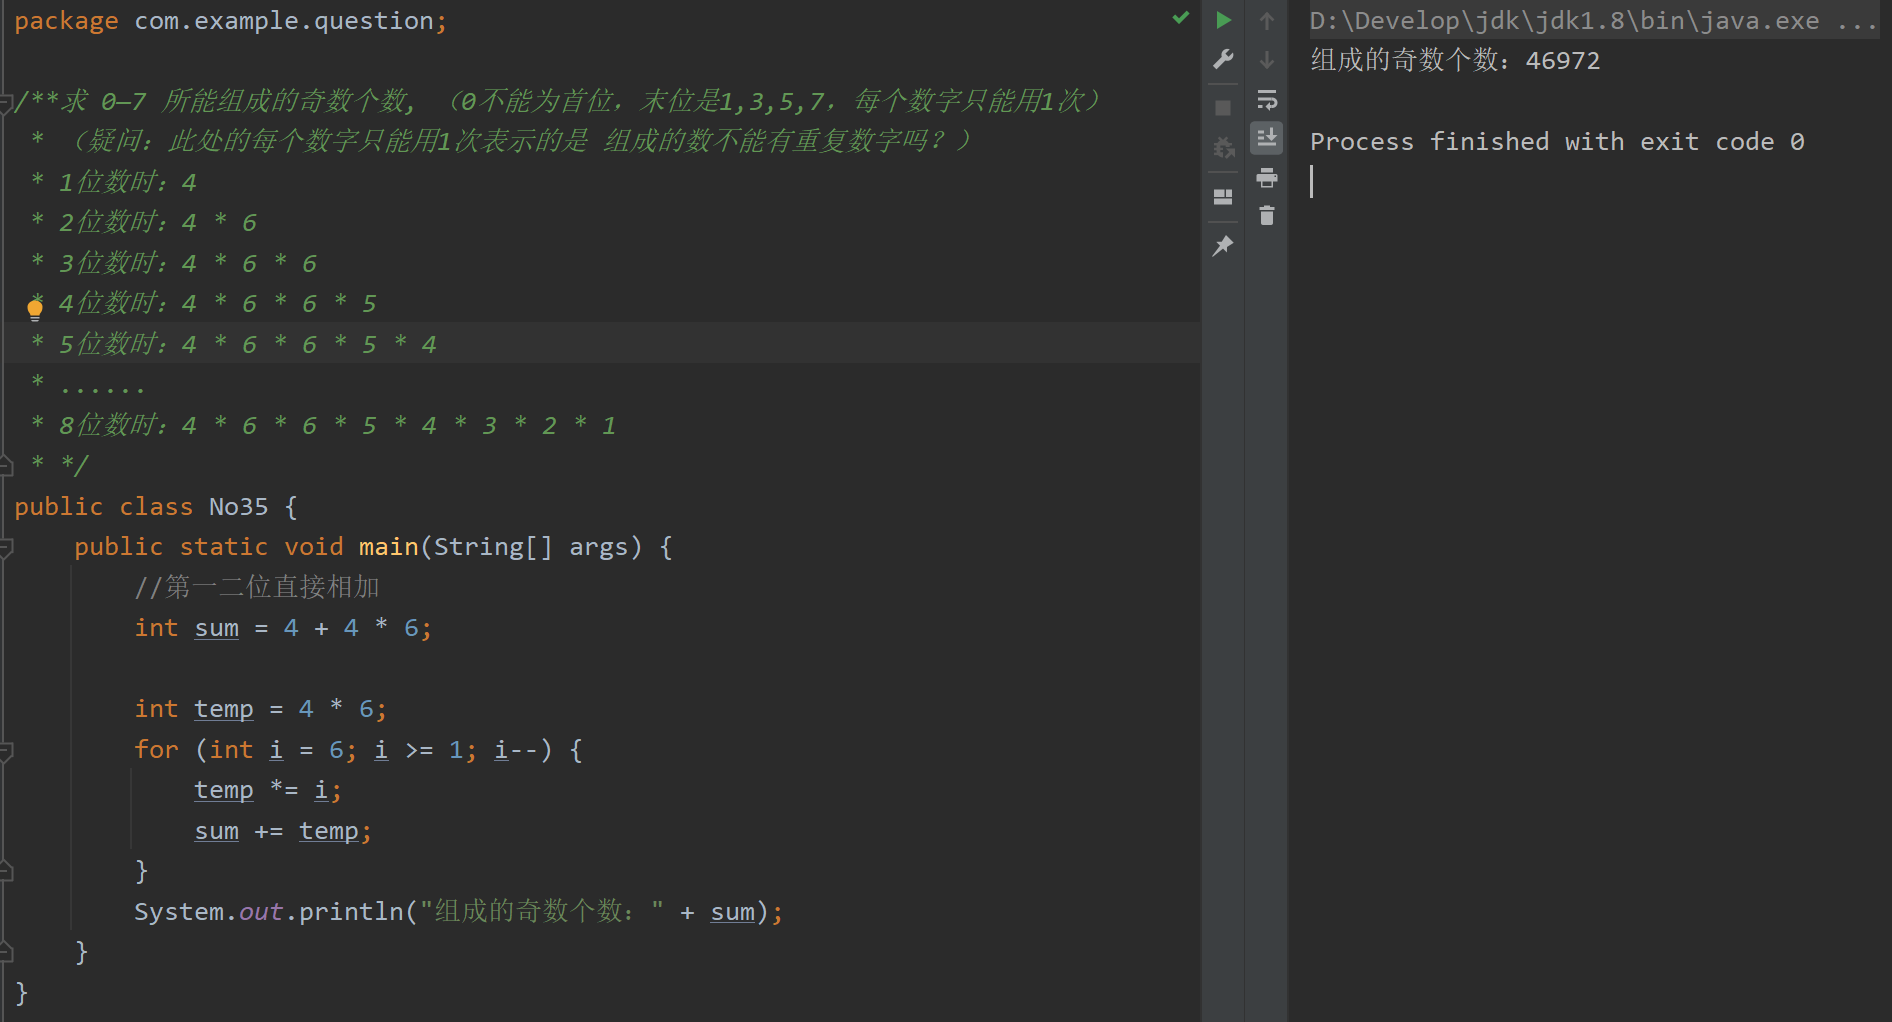 package com.example.question;
/**求 0—7 所能组成的奇数个数, （0不能为首位，末位是1,3,5,7，每个数字只能用1次）
* （疑问：此处的每个数字只能用1次表示的是 组成的数不能有重复数字吗？）
* 1位数时：4
* 2位数时：4 * 6
* 3位数时：4 * 6 * 6
* 4位数时：4 * 6 * 6 * 5
* 5位数时：4 * 6 * 6 * 5 * 4
* ......
* 8位数时：4 * 6 * 6 * 5 * 4 * 3 * 2 * 1
* */
public class No35 {
public static void main(String[] args) {
//第一二位直接相加
int sum = 4 + 4 * 6;
int temp = 4 * 6;
for (int i = 6; i >= 1; i--) {
temp *= i;
sum += temp;
}
System.out.println("组成的奇数个数：" + sum);
}
}
D:\Develop\jdk\jdk1.8\bin\java.exe ...
组成的奇数个数：46972
Process finished with exit code 0